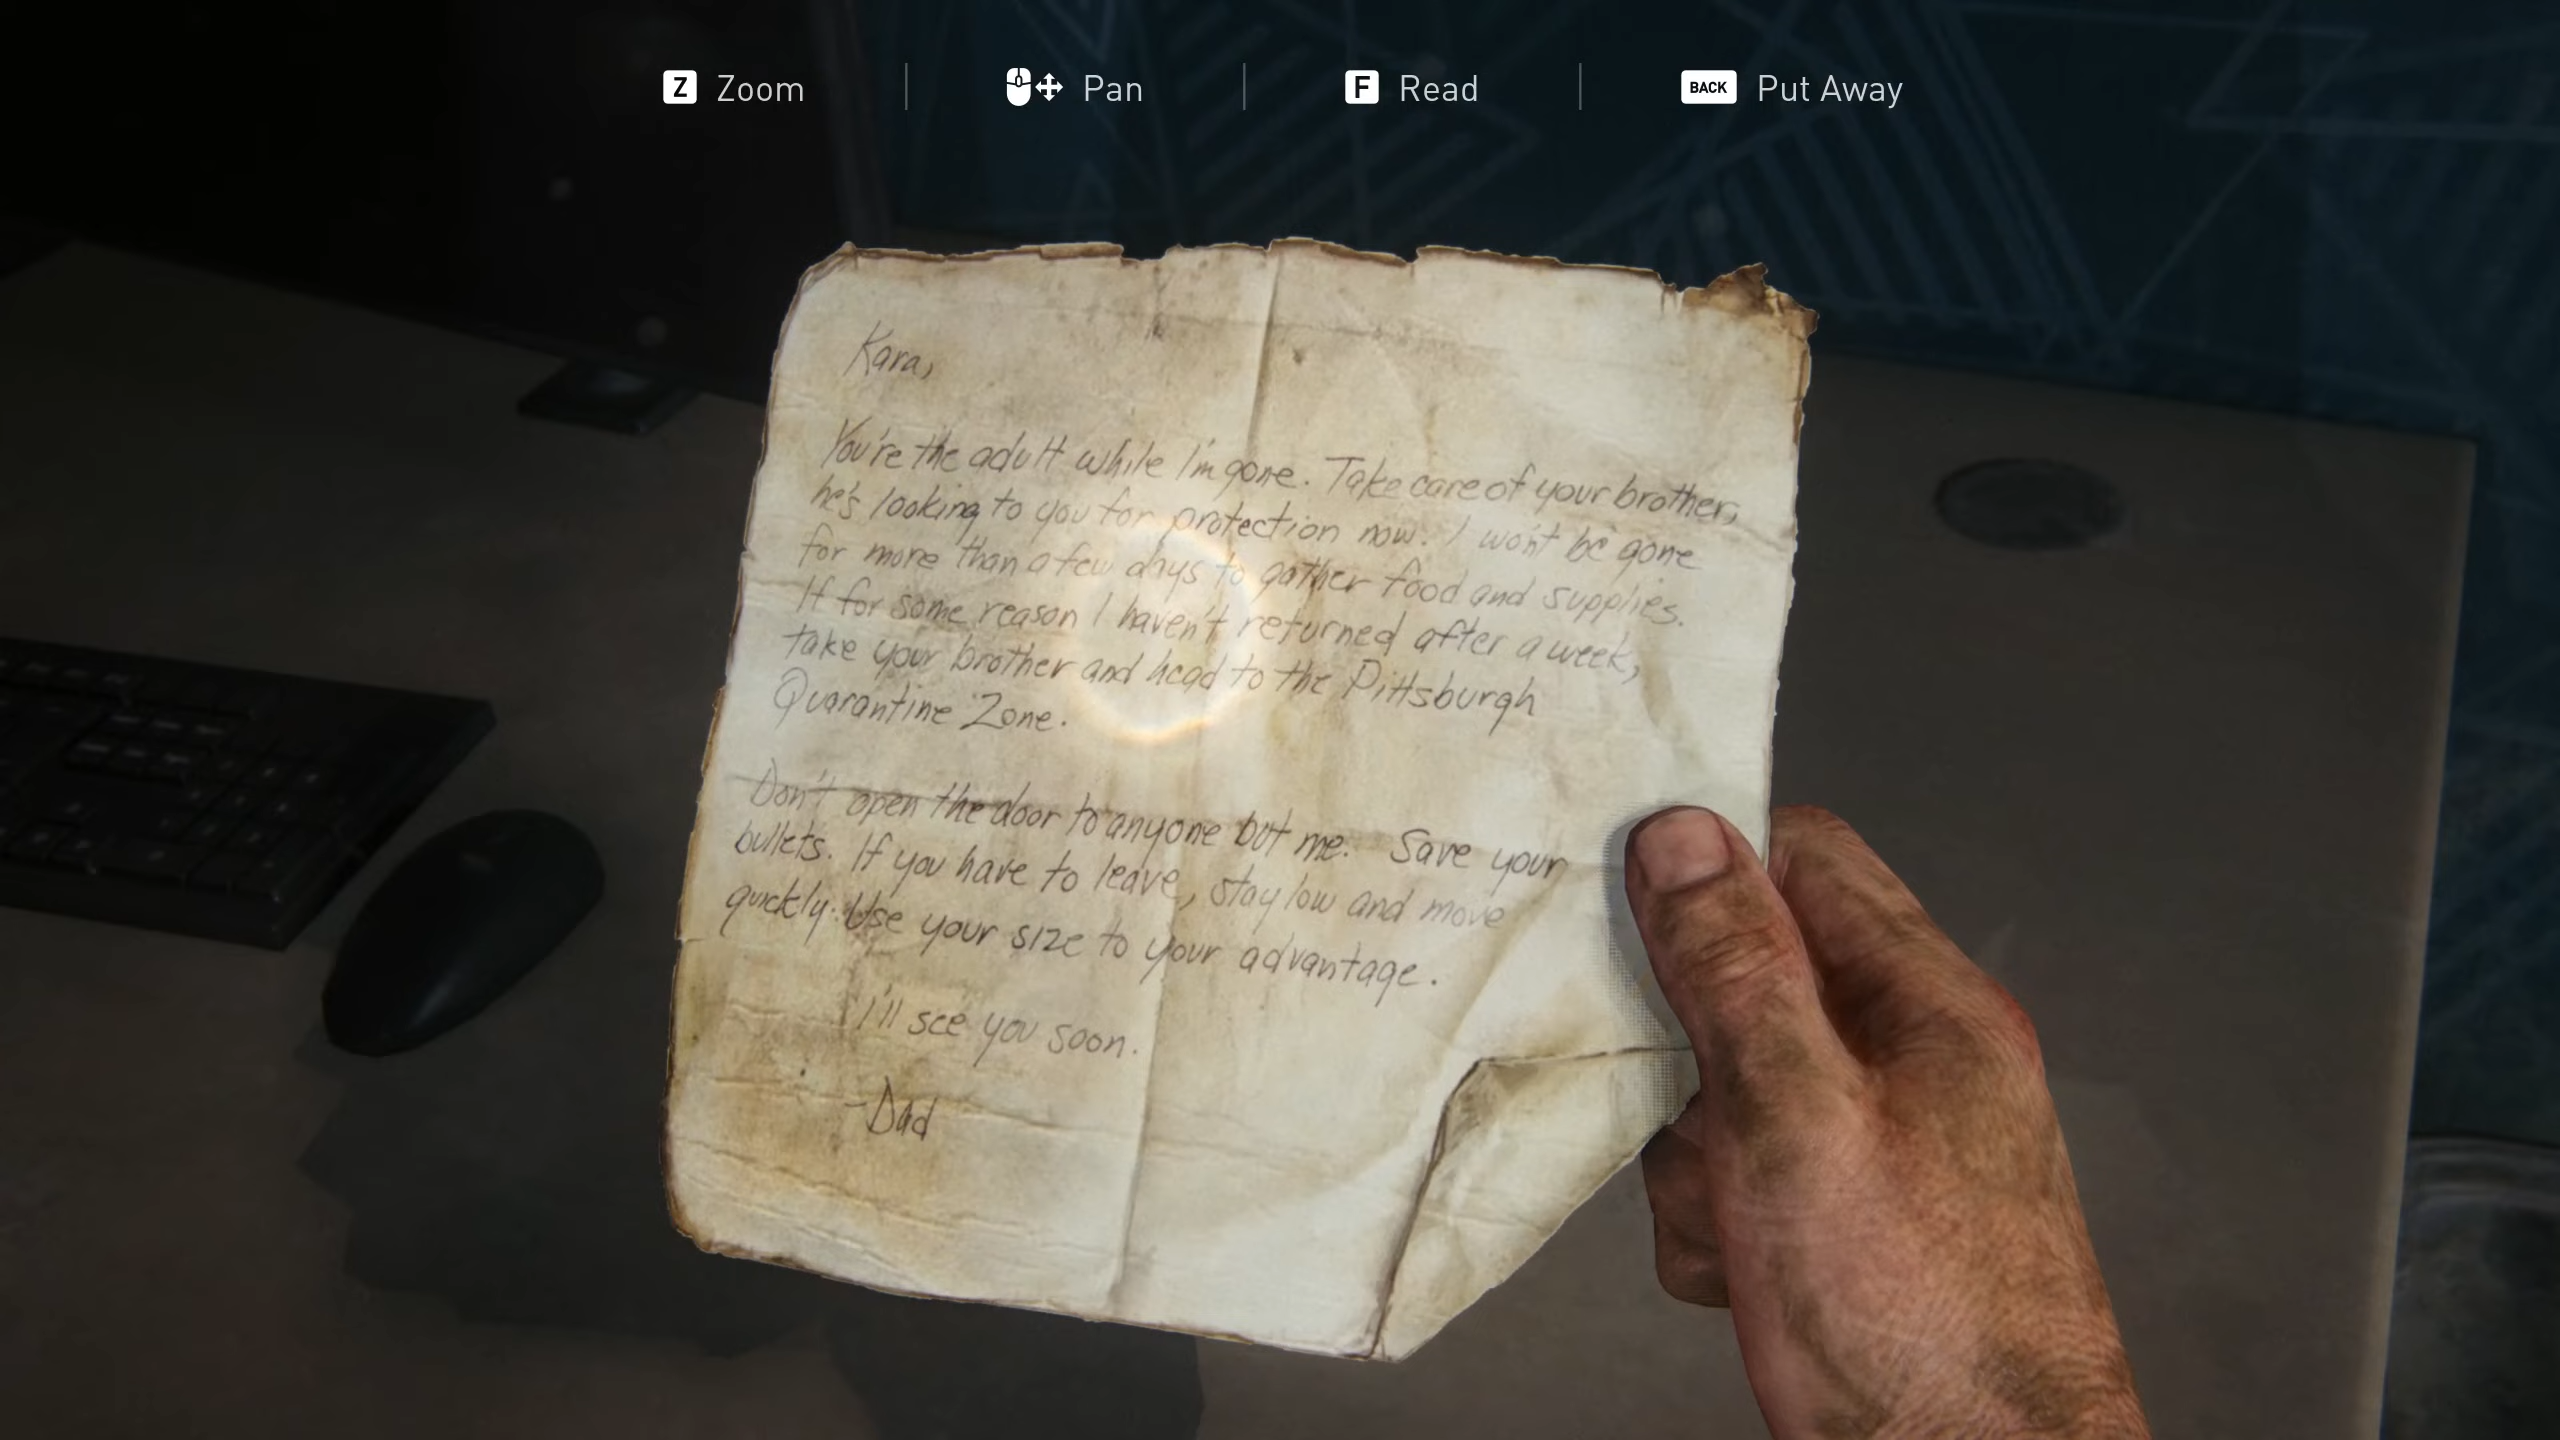 Z Zoom
Pan
F Read
BACK Put Away
Kara,
You're the adult while I'm gone. Take care of your brother,
he's looking to you for protection now. I won't be gone
for more than a few days to gather food and supplies.
If for some reason I haven't returned after a week,
take your brother and head to the Pittsburgh
Quarantine Zone.
Don't open the door to anyone but me. Save your
bullets. If you have to leave, stay low and move
quickly. Use your size to your advantage.
I'll see you soon.
-Dad